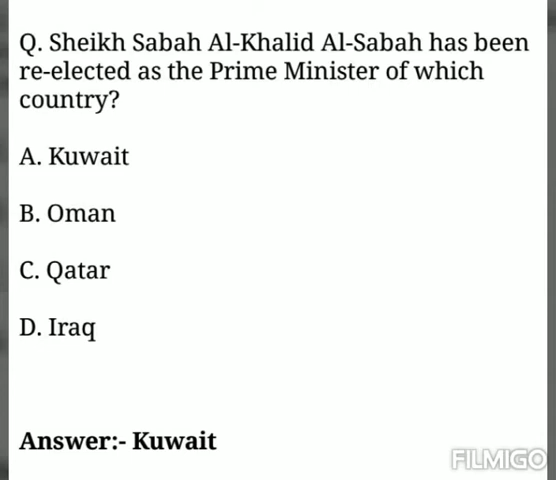 Q. Sheikh Sabah Al-Khalid Al-Sabah has been
re-elected as the Prime Minister of which
country?
A. Kuwait
B. Oman
C. Qatar
D. Iraq
Answer:- Kuwait
FILMIGO